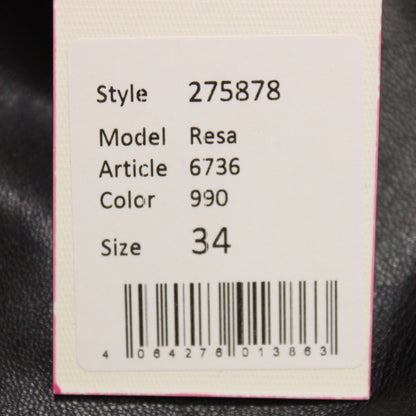 Style 275878
Model Resa
Article 6736
Color 990
Size 34
4 064276 013863